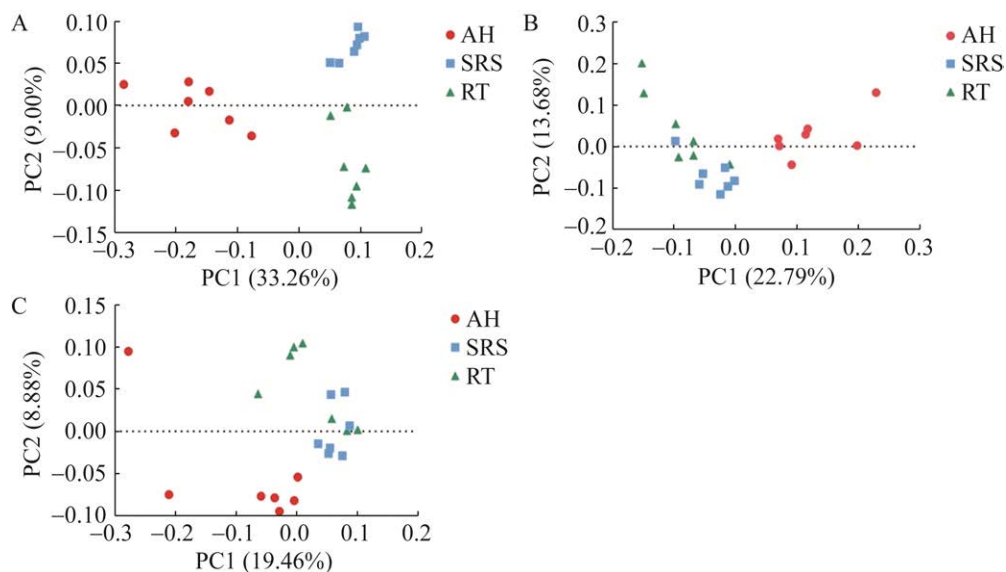 A
0.10
0.05
0.00
−0.05
−0.10
−0.15
PC2 (9.00%)
−0.3
−0.2
−0.1
0.0
0.1
0.2
PC1 (33.26%)
AH
SRS
RT
B
0.3
0.2
0.1
0.0
−0.1
−0.2
PC2 (13.68%)
−0.2
−0.1
0.0
0.1
0.2
0.3
PC1 (22.79%)
AH
SRS
RT
C
0.15
0.10
0.05
0.00
−0.05
−0.10
PC2 (8.88%)
−0.3
−0.2
−0.1
0.0
0.1
0.2
PC1 (19.46%)
AH
SRS
RT